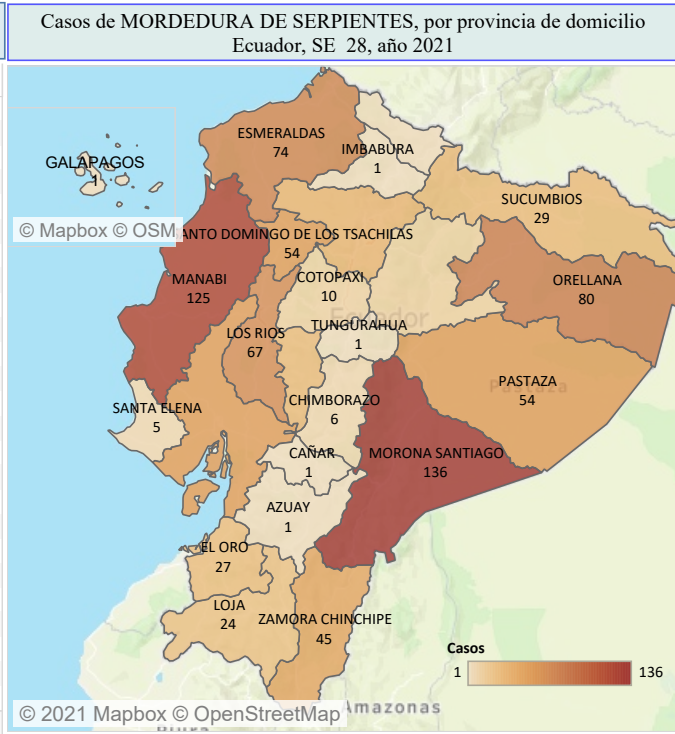 Casos de MORDEDURA DE SERPIENTES, por provincia de domicilio
Ecuador, SE 28, año 2021
ESMERALDAS
74
IMBABURA
1
GALAPAGOS
1
SUCUMBIOS
29
© Mapbox © OSM
ANTO DOMINGO DE LOS TSACHILAS
54
MANABI
125
COTOPAXI
10
ORELLANA
80
Ecuador
LOS RIOS
67
TUNGURAHUA
1
Pastaza
PASTAZA
54
SANTA ELENA
5
CHIMBORAZO
6
CAÑAR
1
MORONA SANTIAGO
136
AZUAY
1
EL ORO
27
LOJA
24
ZAMORA CHINCHIPE
45
Casos
1
136
Amazonas
© 2021 Mapbox © OpenStreetMap